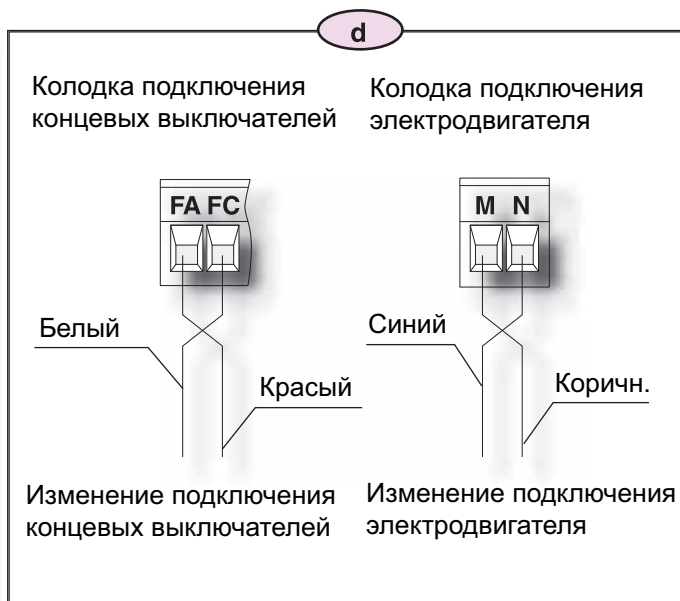 d
Колодка подключения
концевых выключателей
Колодка подключения
электродвигателя
FA FC
M N
Белый
Красый
Синий
Коричн.
Изменение подключения
концевых выключателей
Изменение подключения
электродвигателя